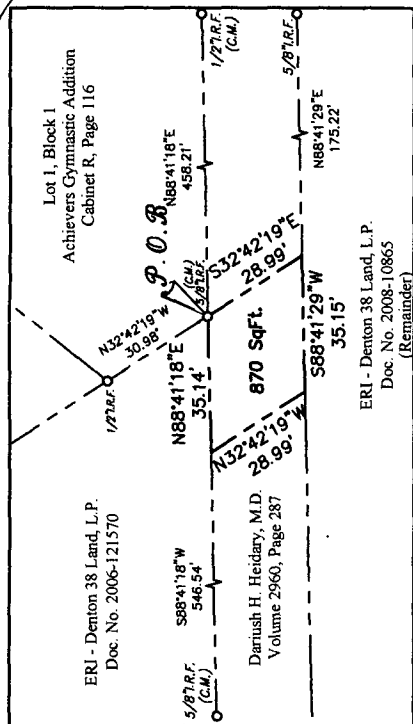 Lot 1, Block 1
Achievers Gymnastic Addition
Cabinet R, Page 116
1/2"I.R.F.
(C.M.)
5/8"I.R.F.
N88°41'18"E
458.21'
N88°41'29"E
175.22'
P. O. B
(C.M.)
5/8"I.R.F.
N32°42'19"W
30.98'
1/2"I.R.F.
S32°42'19"E
28.99'
N88°41'18"E
35.14'
870 SqFt.
S88°41'29"W
35.15'
N32°42'19"W
28.99'
ERI - Denton 38 Land, L.P.
Doc. No. 2006-121570
S88°41'18"W
546.54'
5/8"I.R.F.
(C.M.)
Dariush H. Heidary, M.D.
Volume 2960, Page 287
ERI - Denton 38 Land, L.P.
Doc. No. 2008-10865
(Remainder)